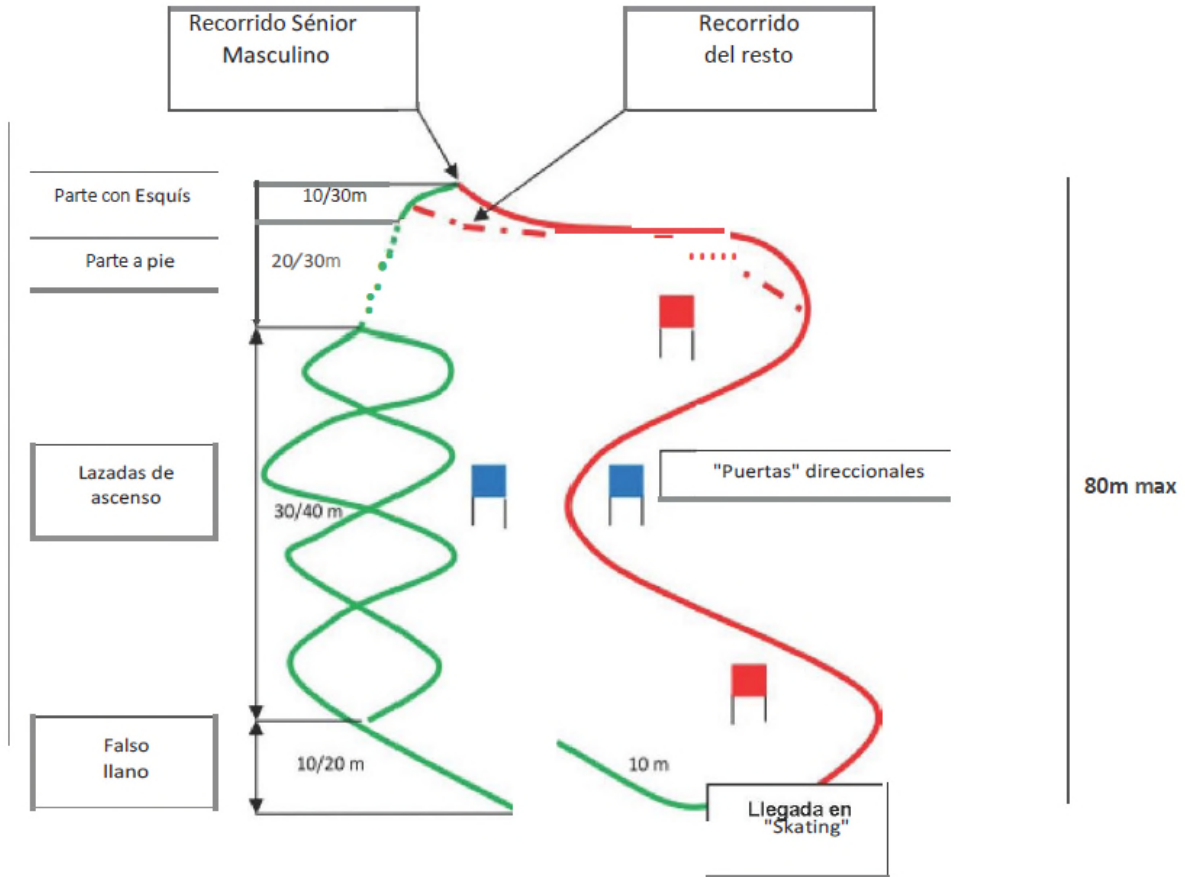 Recorrido Sénior
Masculino
Recorrido
del resto
Parte con Esquís
10/30m
Parte a pie
20/30m
"Puertas" direccionales
Lazadas de
ascenso
30/40 m
80m max
Falso
llano
10/20 m
10 m
Llegada en
"Skating"